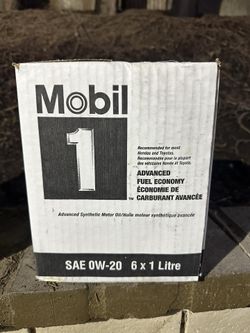 Mobil
1
Recommended for most
Hondas and Toyotas.
Recommandée pour la plupart
des véhicules Honda et Toyota.
ADVANCED
FUEL ECONOMY
ÉCONOMIE DE
CARBURANT AVANCÉE
TM
Advanced Synthetic Motor Oil/Huile moteur synthétique avancée
SAE 0W-20 6 x 1 Litre